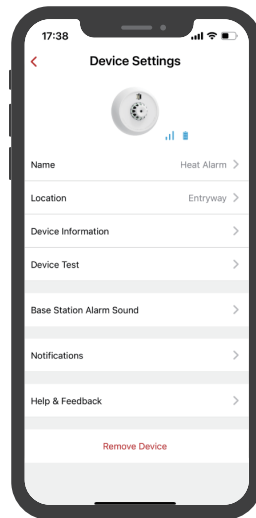 17:38
Device Settings
Name Heat Alarm
Location Entryway
Device Information
Device Test
Base Station Alarm Sound
Notifications
Help & Feedback
Remove Device